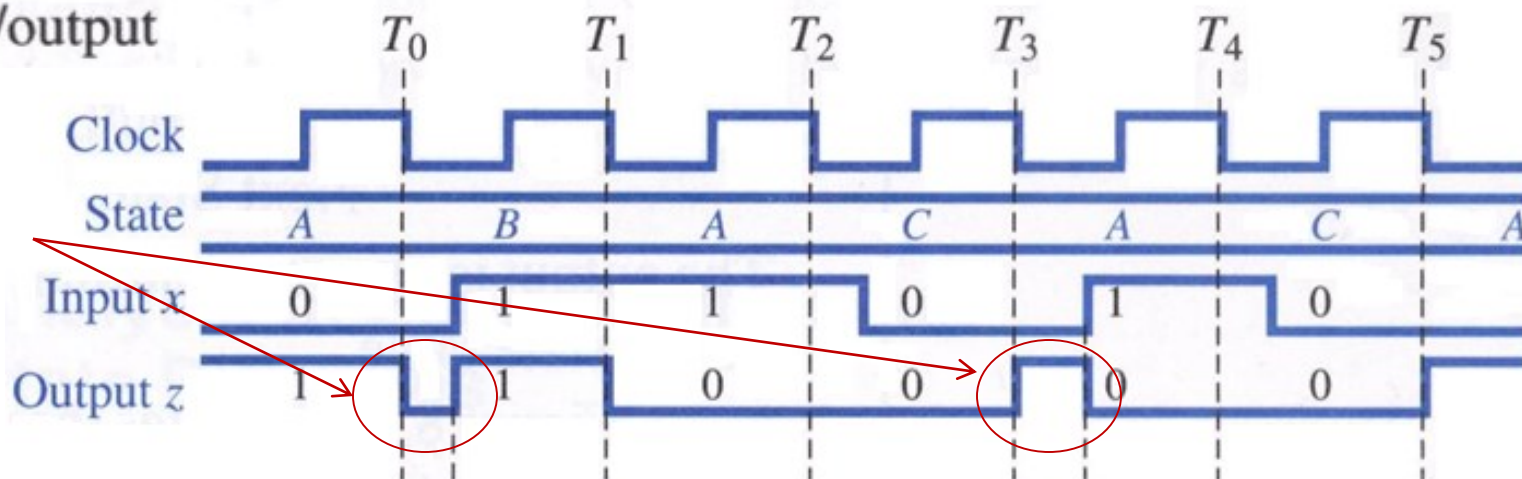 /output
T0 T1 T2 T3 T4 T5
Clock
State A B A C A C A
Input x 0 1 1 0 1 0
Output z 1 1 0 0 0 0